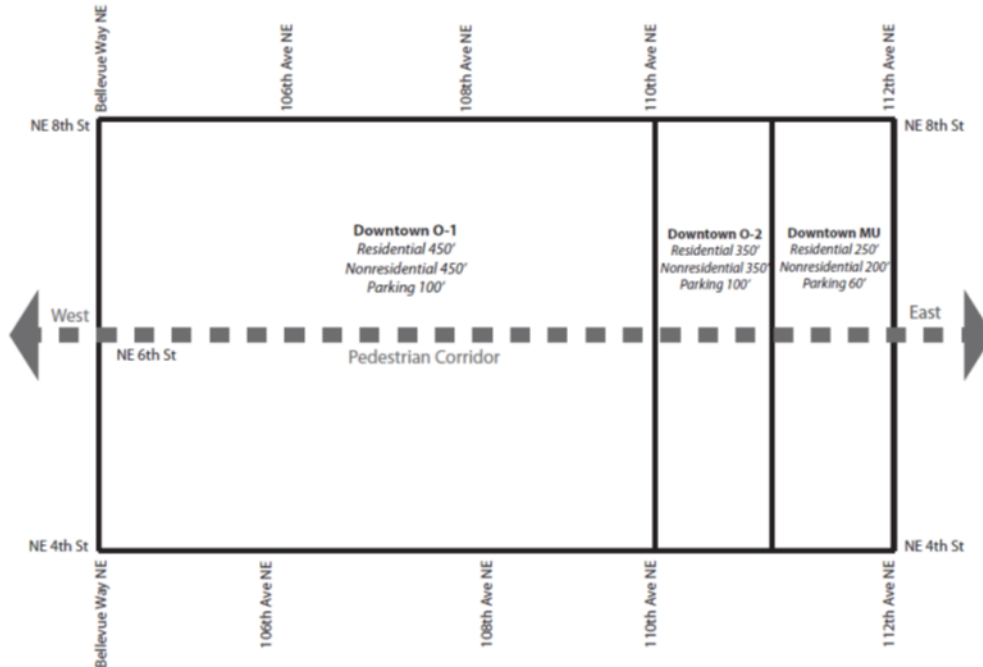 Bellevue Way NE
106th Ave NE
108th Ave NE
110th Ave NE
112th Ave NE
NE 8th St
NE 8th St
Downtown O-1
Residential 450'
Nonresidential 450'
Parking 100'
Downtown O-2
Residential 350'
Nonresidential 350'
Parking 100'
Downtown MU
Residential 250'
Nonresidential 200'
Parking 60'
West
East
NE 6th St
Pedestrian Corridor
NE 4th St
NE 4th St
Bellevue Way NE
106th Ave NE
108th Ave NE
110th Ave NE
112th Ave NE